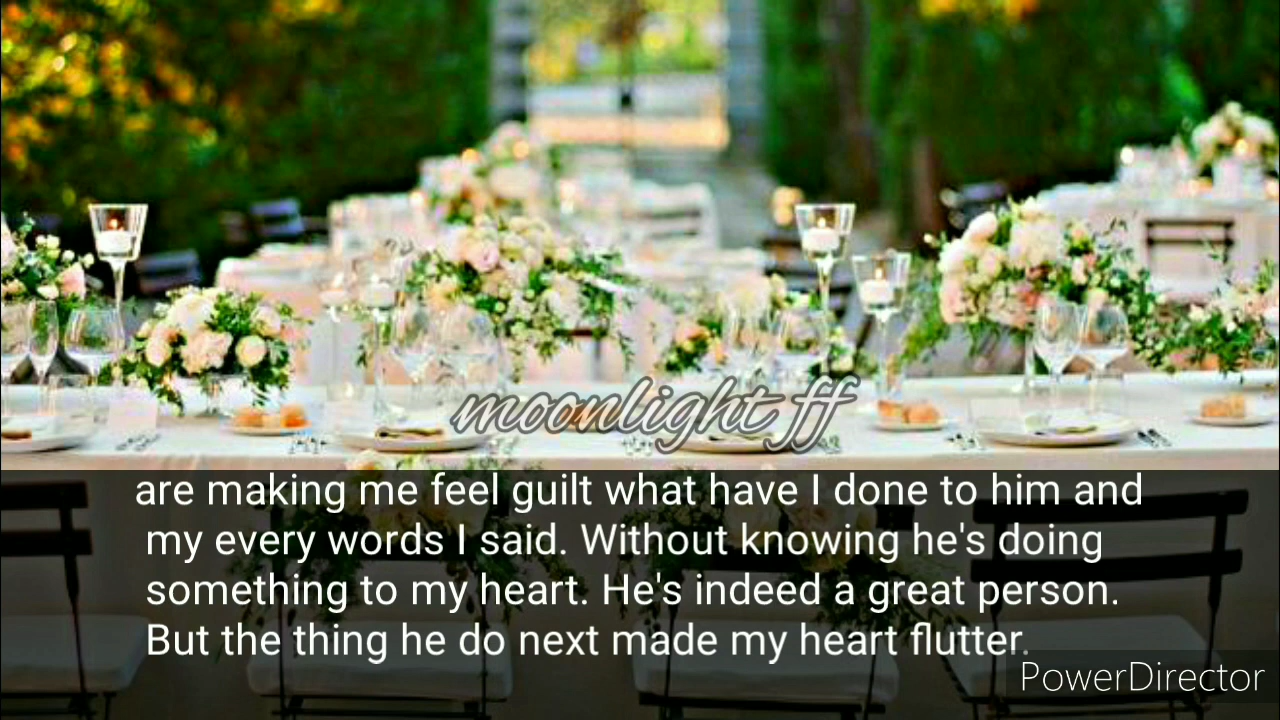 moonlight ff
are making me feel guilt what have I done to him and
my every words I said. Without knowing he's doing
something to my heart. He's indeed a great person.
But the thing he do next made my heart flutter.
PowerDirector